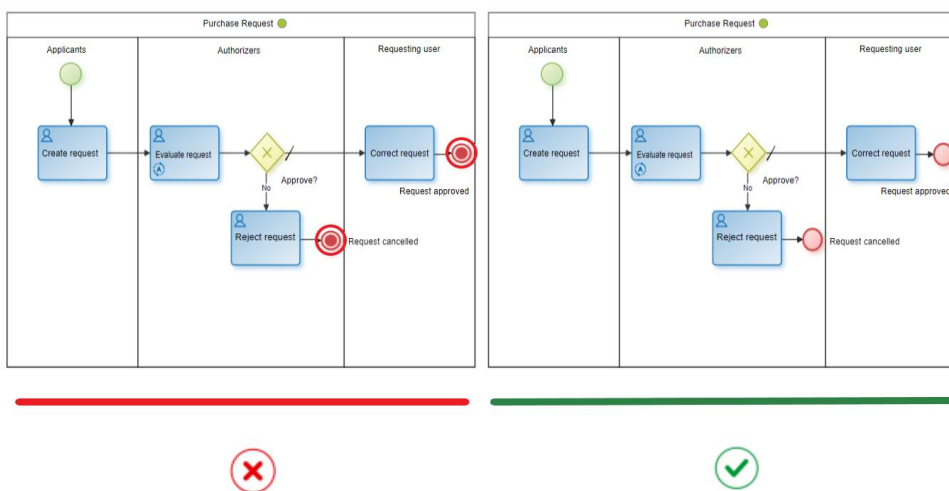 Purchase Request
Applicants
Authorizers
Requesting user
Create request
Evaluate request
Correct request
No
Approve?
Request approved
Reject request
Request cancelled
Purchase Request
Applicants
Authorizers
Requesting user
Create request
Evaluate request
Correct request
No
Approve?
Request approved
Reject request
Request cancelled